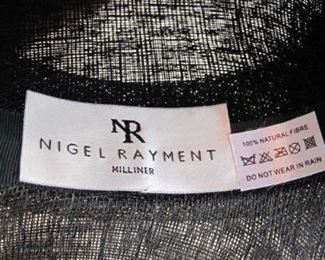 NR
NIGEL RAYMENT
MILLINER
100% NATURAL FIBRE
DO NOT WEAR IN RAIN